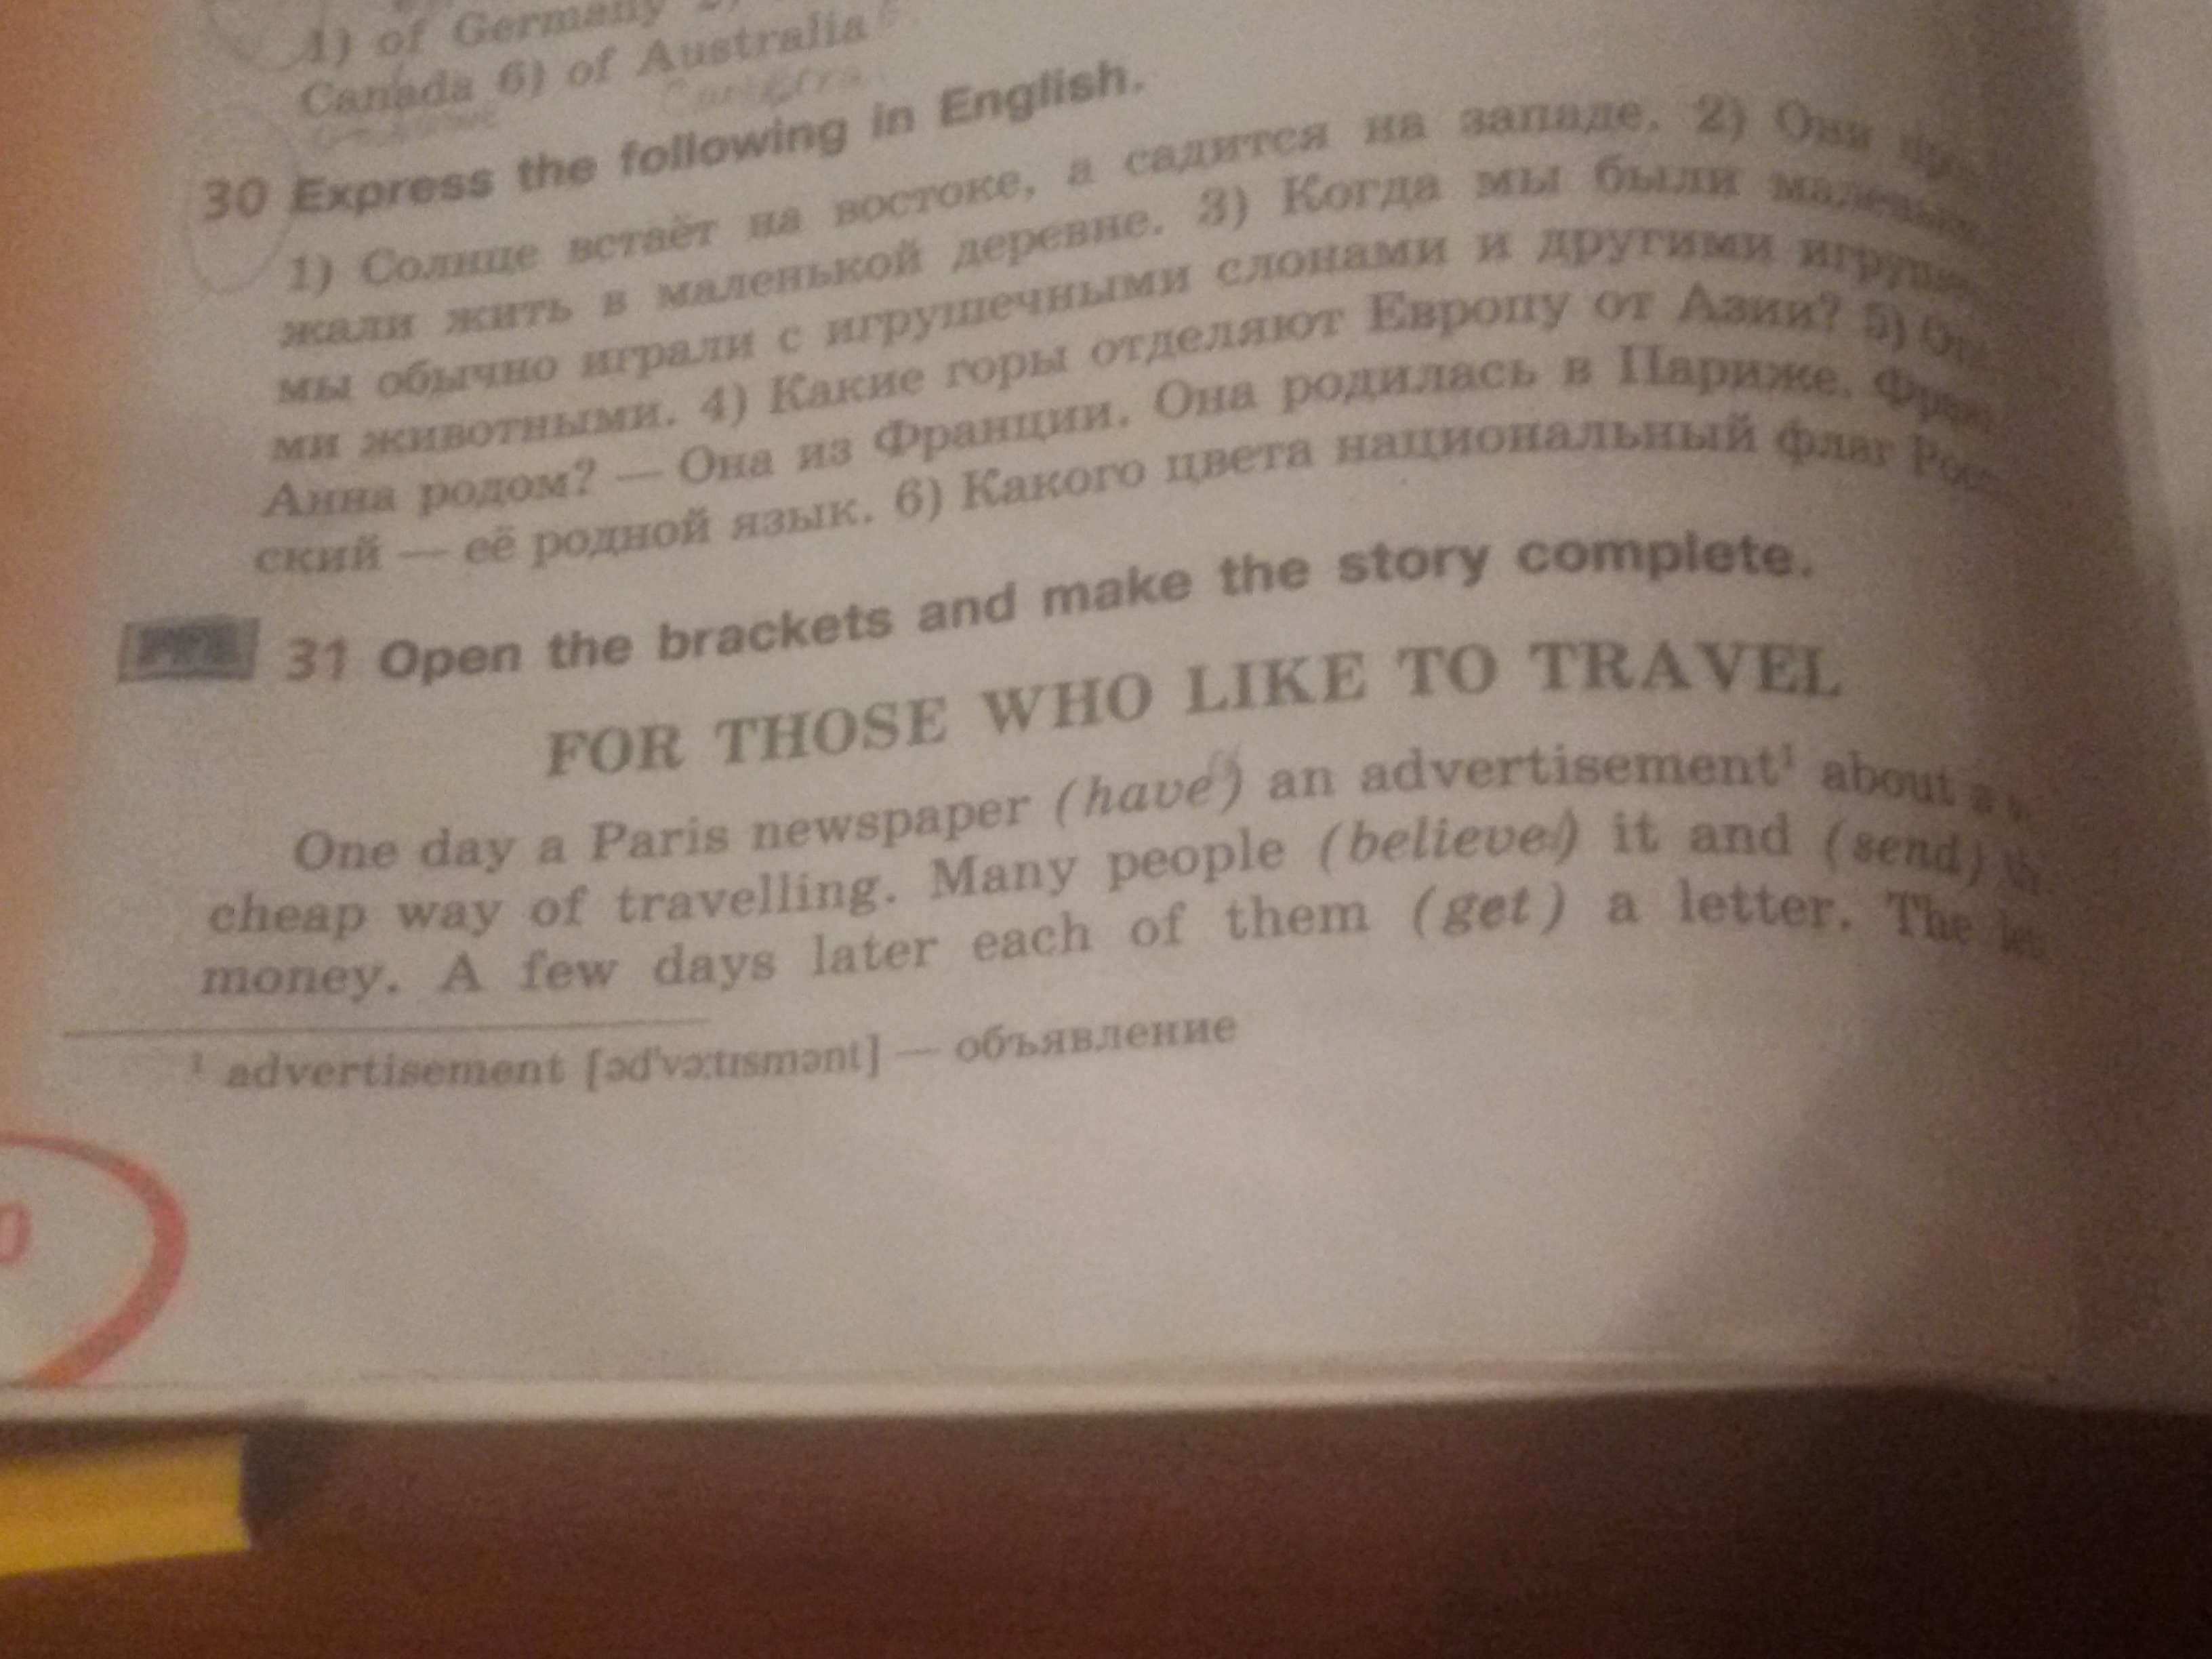 1) of Germany
Canada 6) of Australia
30 Express the following in English.
1) Солнце встаёт на востоке, а садится на западе. 2) Они
жали жить в маленькой деревне. 3) Когда мы были
мы обычно играли с игрушечными слонами и другими
ми животными. 4) Какие горы отделяют Европу от Азии? 5)
Анна родом? — Она из Франции. Она родилась в Париже.
ский — её родной язык. 6) Какого цвета национальный флаг
31 Open the brackets and make the story complete.
FOR THOSE WHO LIKE TO TRAVEL
One day a Paris newspaper (have) an advertisement¹ about a
cheap way of travelling. Many people (believe) it and (send)
money. A few days later each of them (get) a letter. The
¹ advertisement [əd'vɜ:tɪsmənt] — объявление
0